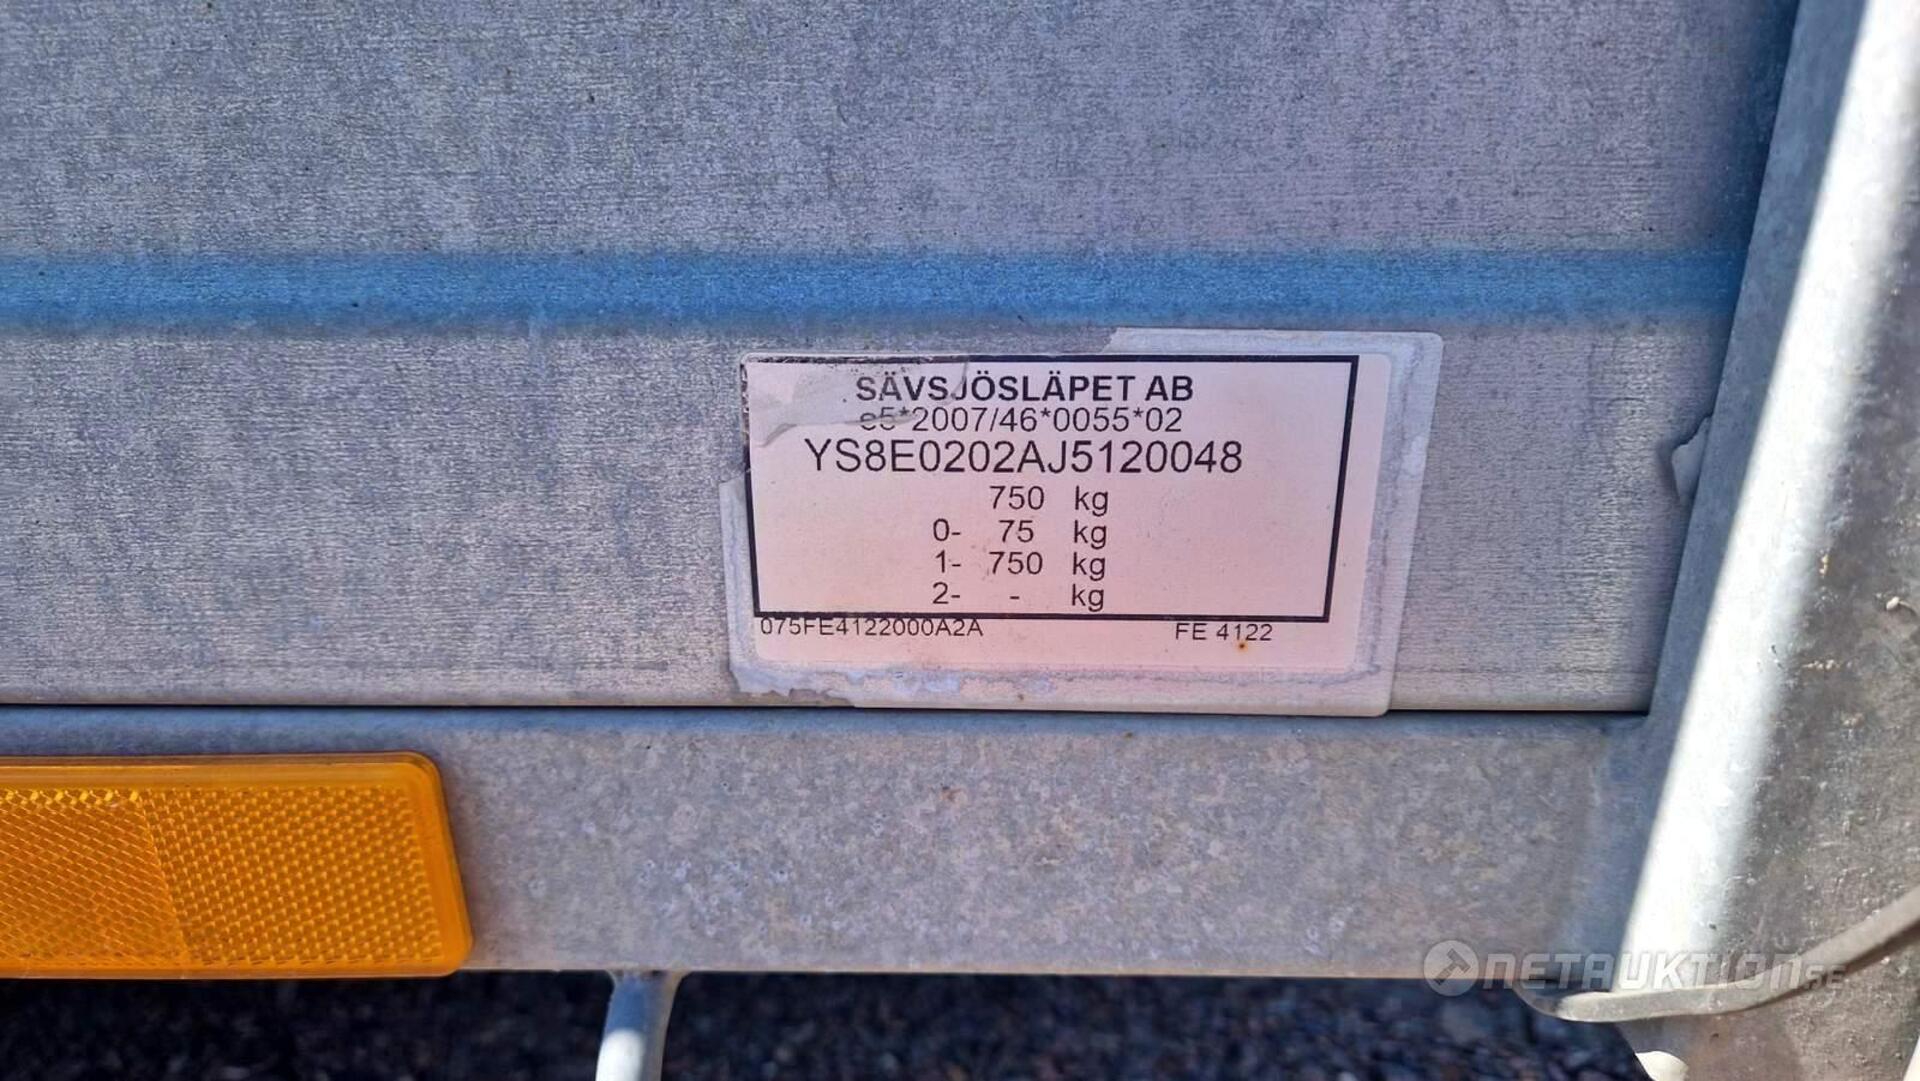 SÄVSJÖSLÄPET AB
e5*2007/46*0055*02
YS8E0202AJ5120048
750 kg
0- 75 kg
1- 750 kg
2- - kg
075FE4122000A2A FE 4122
NETAUKTION.SE